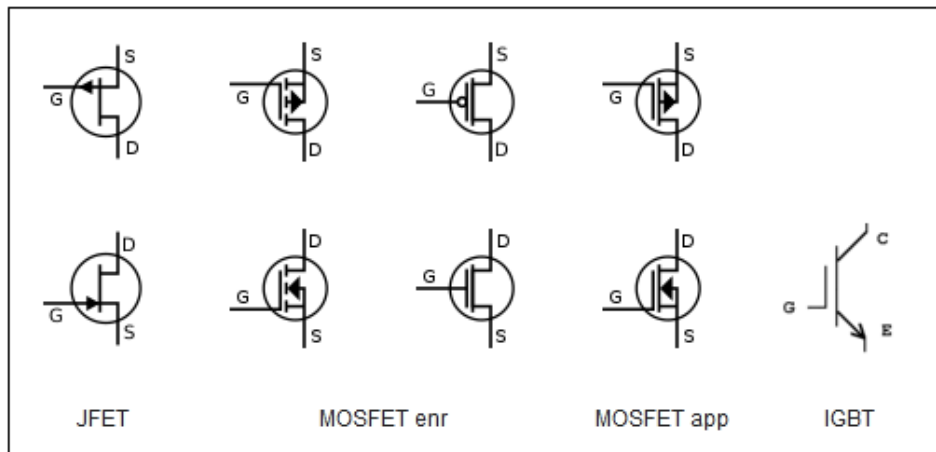 S S S S
G G G G
D D D D
D D D D C
G G G G G
S S S S E
JFET MOSFET enr MOSFET app IGBT